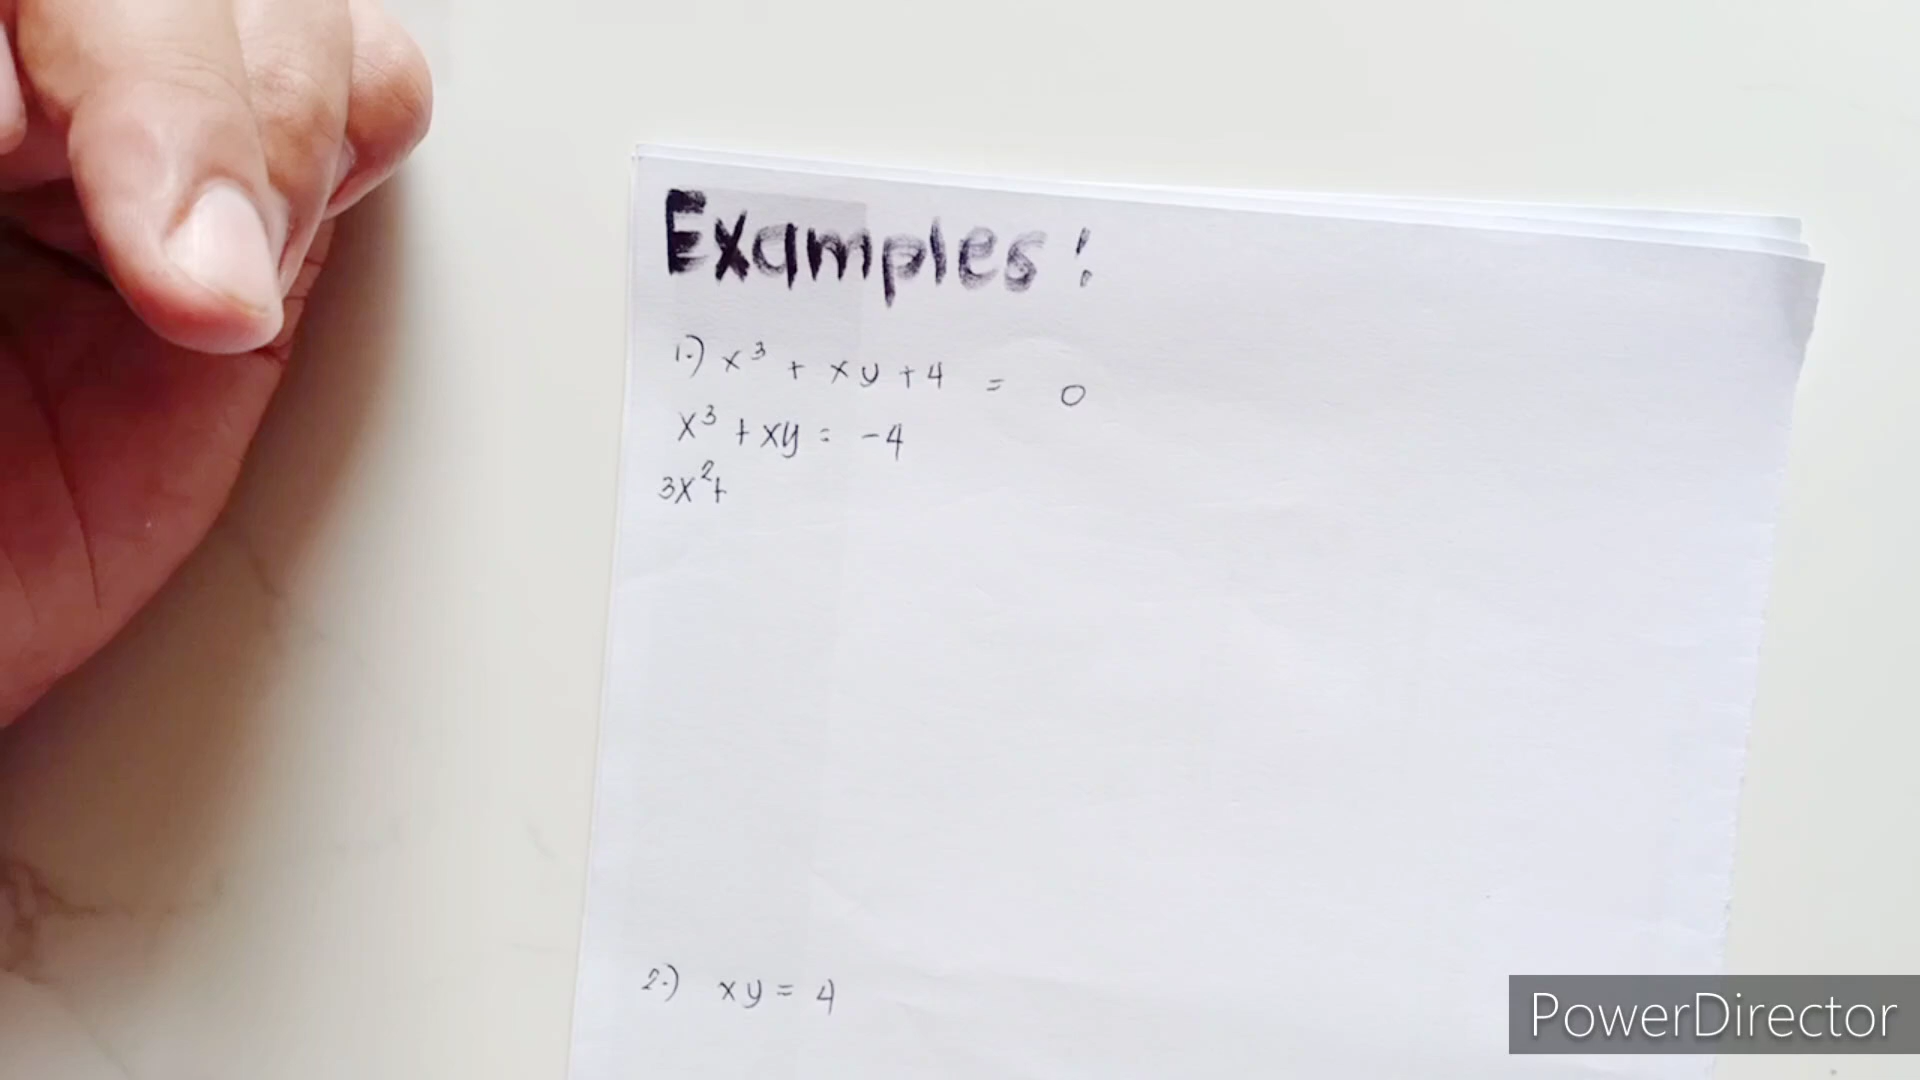 Examples:
1.) x³ + xy + 4 = 0
x³ + xy = -4
3x² +
2.) xy = 4
PowerDirector